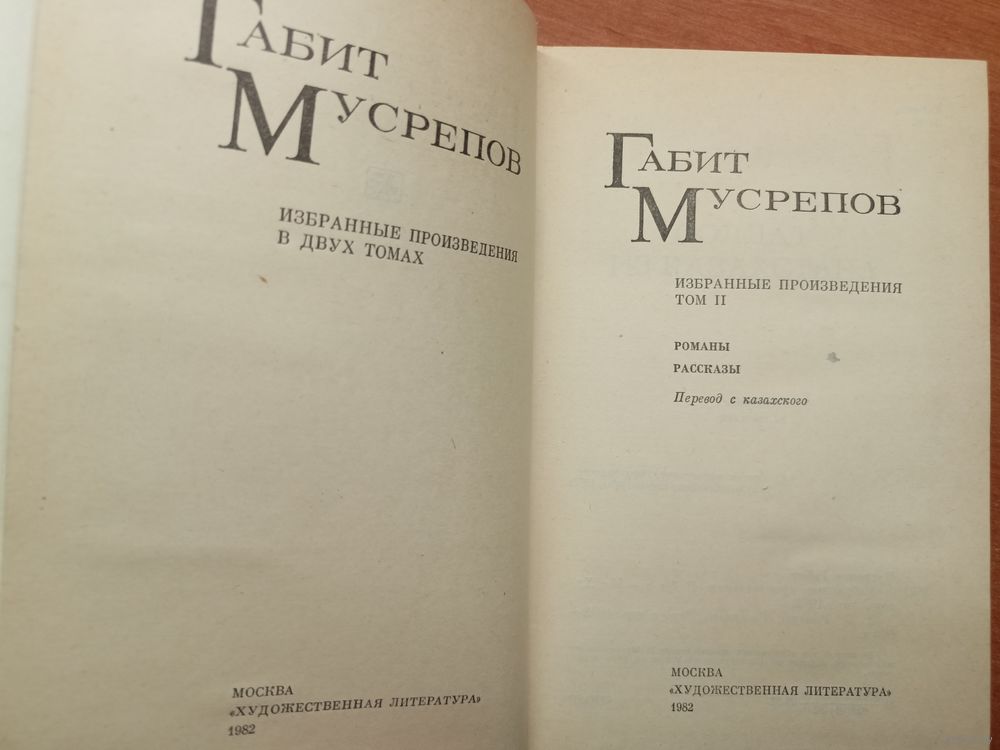 ГАБИТ
МУСРЕПОВ
ИЗБРАННЫЕ ПРОИЗВЕДЕНИЯ
В ДВУХ ТОМАХ
МОСКВА
«ХУДОЖЕСТВЕННАЯ ЛИТЕРАТУРА»
1982
ГАБИТ
МУСРЕПОВ
ИЗБРАННЫЕ ПРОИЗВЕДЕНИЯ
ТОМ II
РОМАНЫ
РАССКАЗЫ
Перевод с казахского
МОСКВА
«ХУДОЖЕСТВЕННАЯ ЛИТЕРАТУРА»
1982